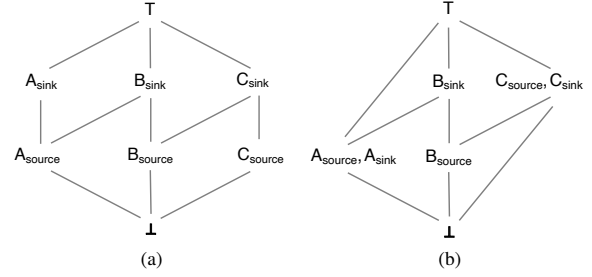 T T
A_sink B_sink C_sink B_sink C_source, C_sink
A_source B_source C_source A_source, A_sink B_source
⊥ ⊥
(a) (b)